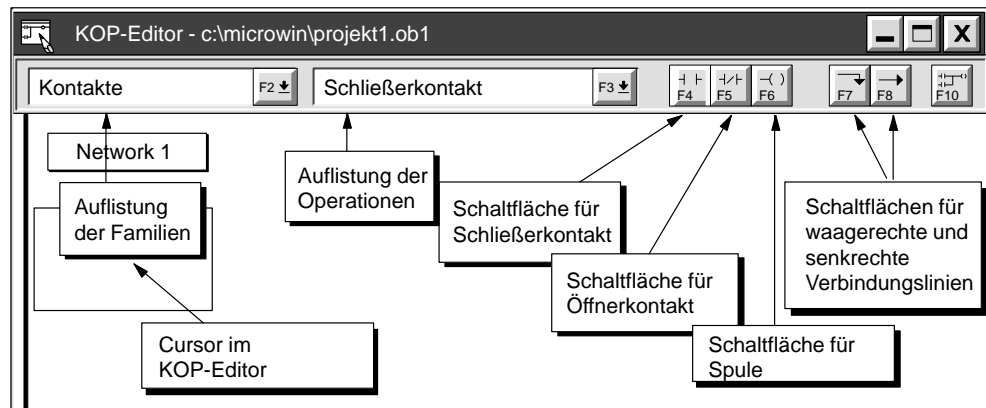 KOP-Editor - c:\microwin\projekt1.ob1
Kontakte
F2
Schließerkontakt
F3
F4
F5
F6
F7
F8
F10
Network 1
Auflistung
der Familien
Auflistung der
Operationen
Schaltfläche für
Schließerkontakt
Schaltfläche für
Öffnerkontakt
Schaltflächen für
waagerechte und
senkrechte
Verbindungslinien
Cursor im
KOP-Editor
Schaltfläche für
Spule